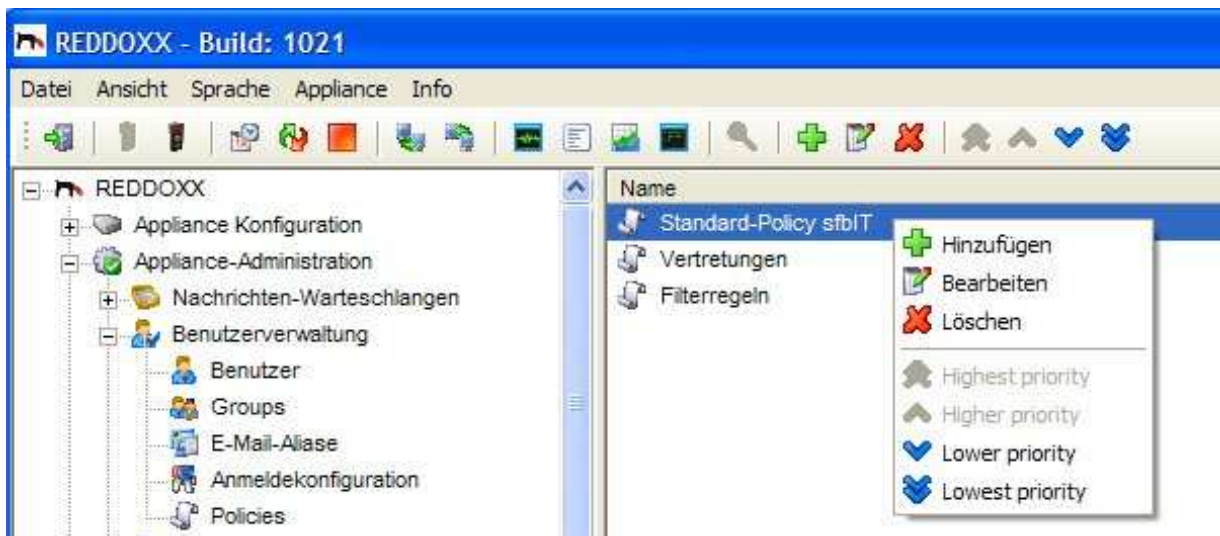 REDDOXX - Build: 1021
Datei Ansicht Sprache Appliance Info
REDDOXX
Appliance Konfiguration
Appliance-Administration
Nachrichten-Warteschlangen
Benutzerverwaltung
Benutzer
Groups
E-Mail-Aliase
Anmeldekonfiguration
Policies
Name
Standard-Policy sfbIT
Vertretungen
Filterregeln
Hinzufügen
Bearbeiten
Löschen
Highest priority
Higher priority
Lower priority
Lowest priority